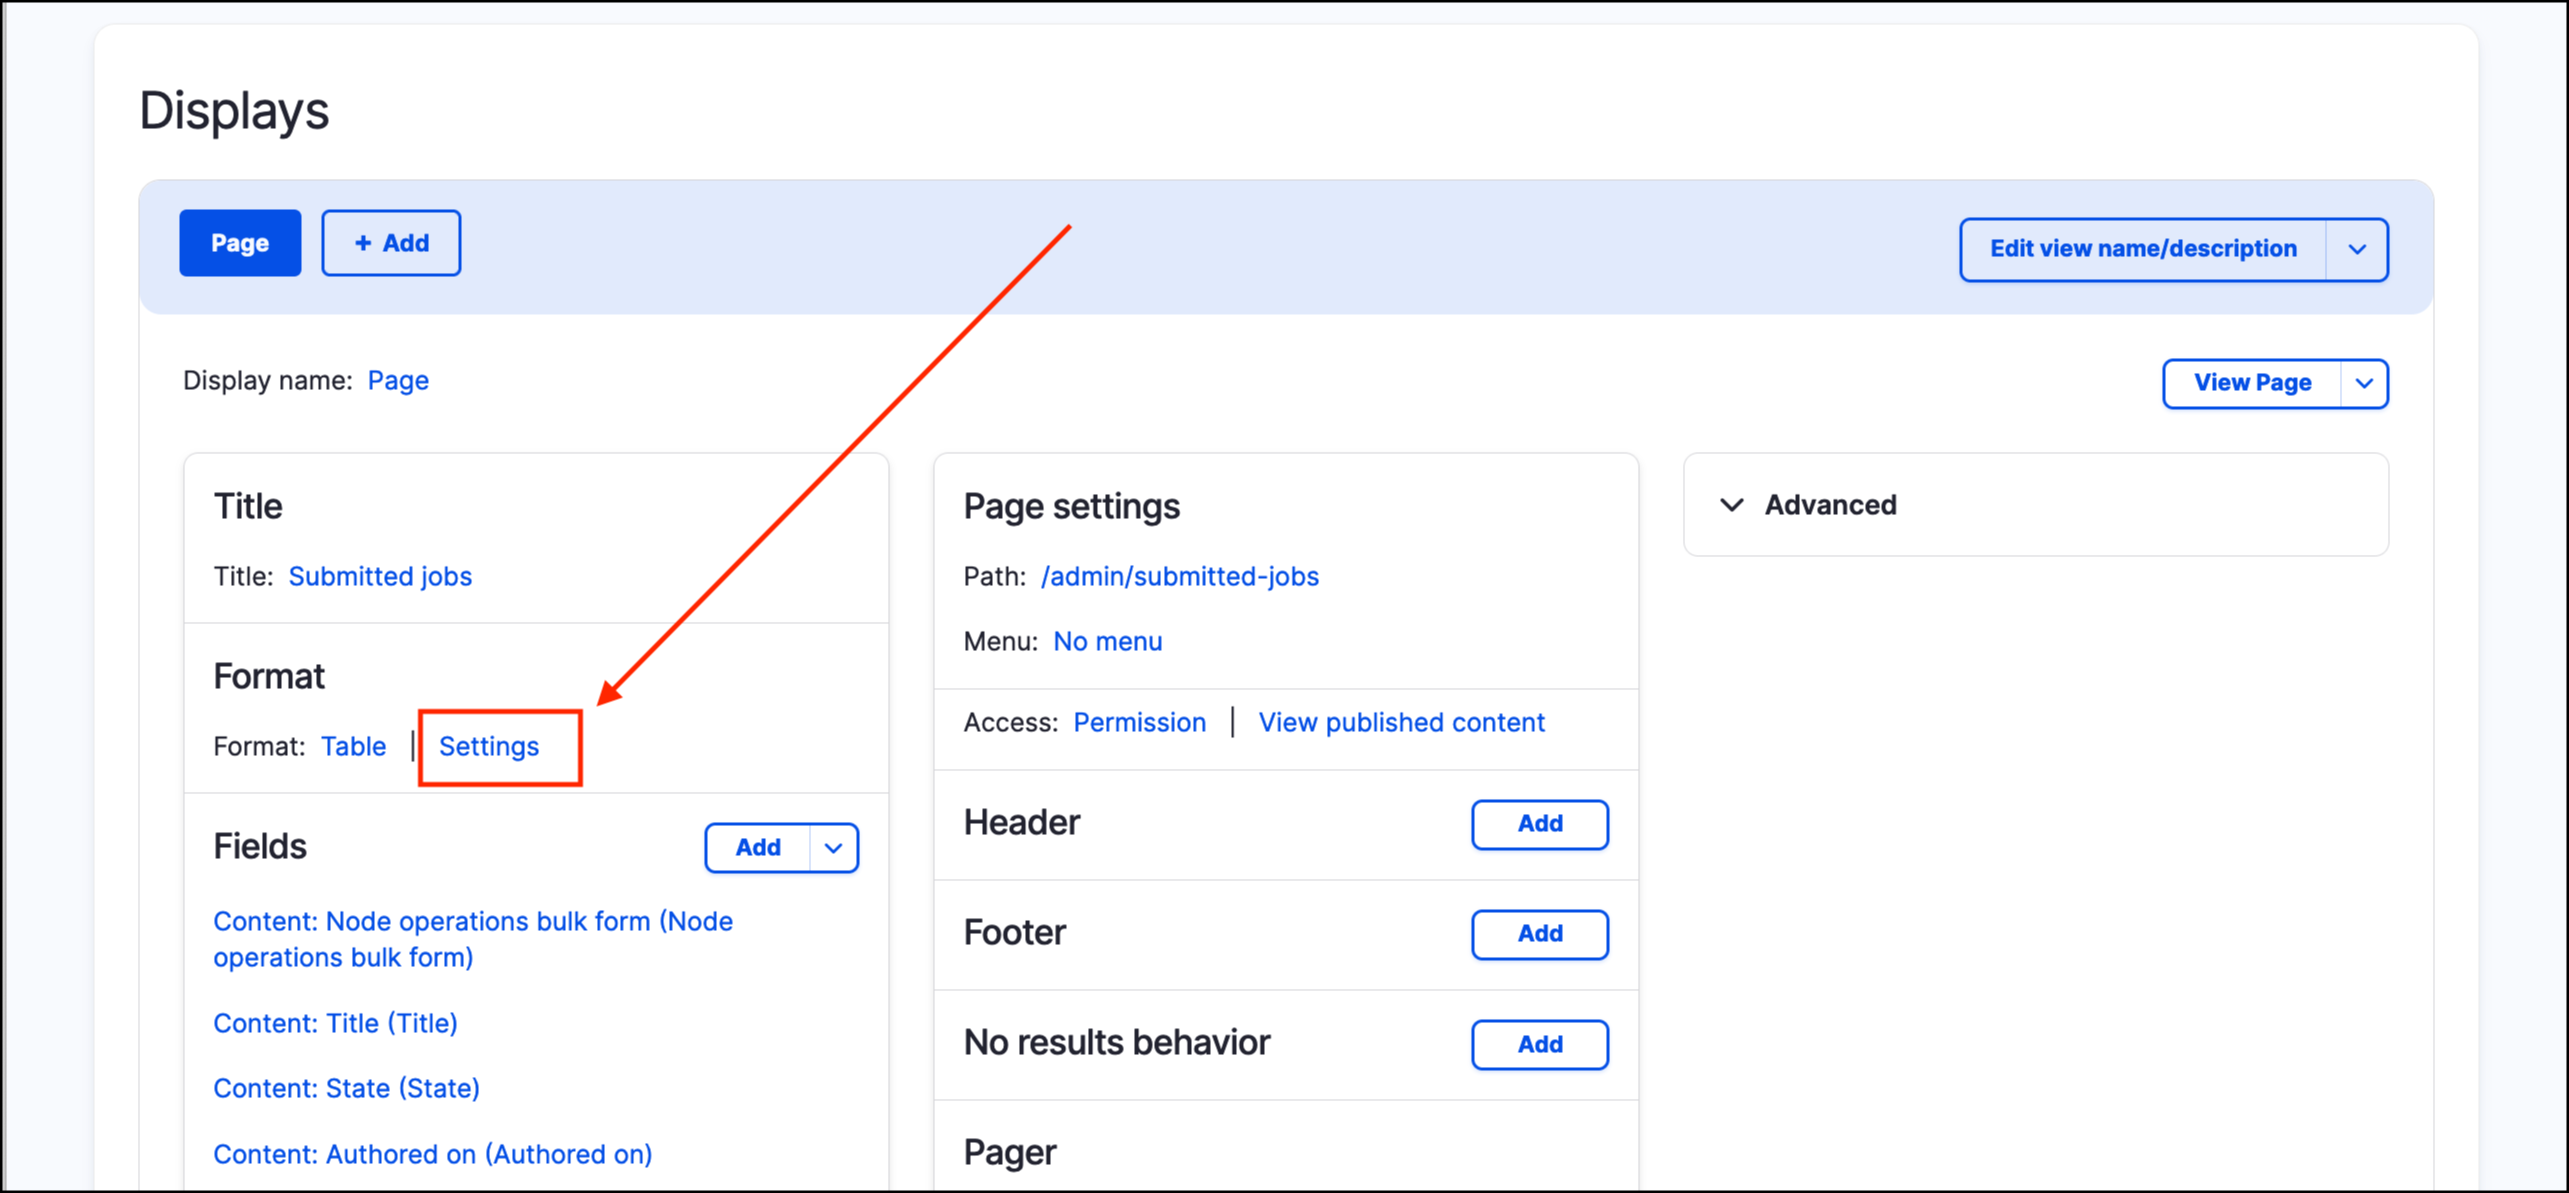 Displays
Page
+ Add
Edit view name/description
Display name: Page
View Page
Title
Title: Submitted jobs
Format
Format: Table | Settings
Fields
Add
Content: Node operations bulk form (Node
operations bulk form)
Content: Title (Title)
Content: State (State)
Content: Authored on (Authored on)
Page settings
Path: /admin/submitted-jobs
Menu: No menu
Access: Permission | View published content
Header
Add
Footer
Add
No results behavior
Add
Pager
Advanced